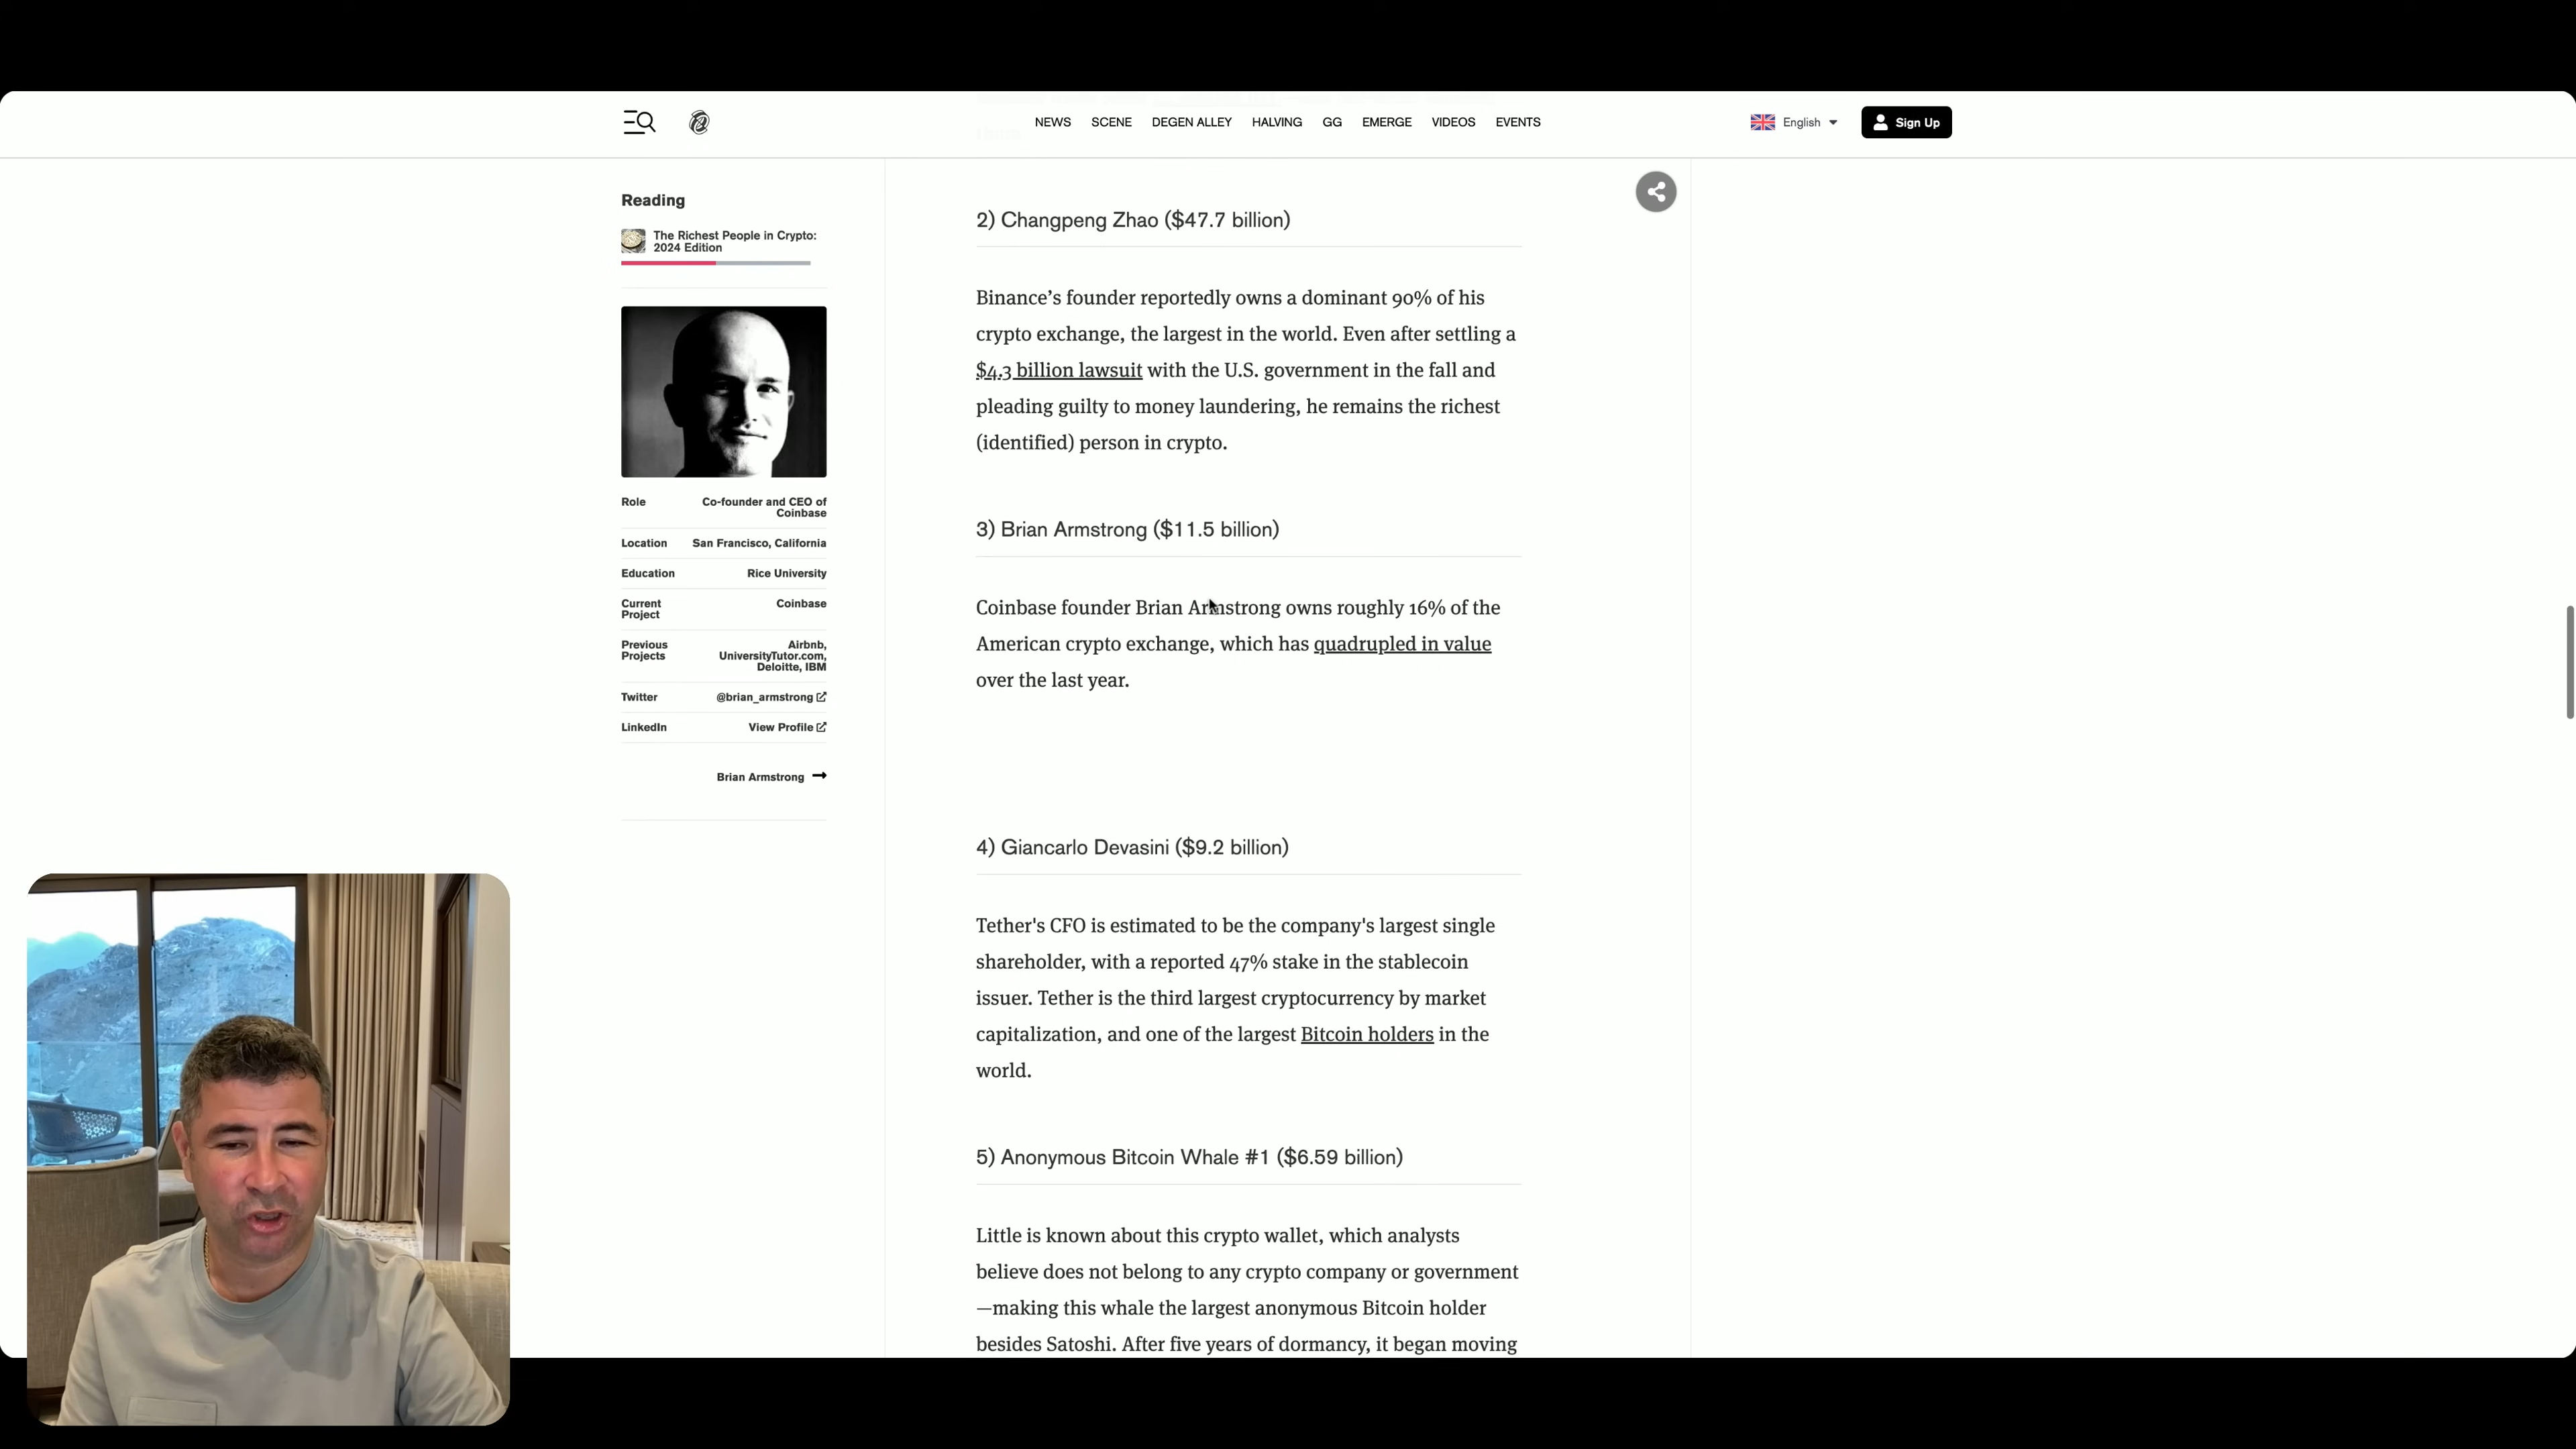 NEWS SCENE DEGEN ALLEY HALVING GG EMERGE VIDEOS EVENTS
English
Sign Up
Reading
The Richest People in Crypto:
2024 Edition
Role Co-founder and CEO of
Coinbase
Location San Francisco, California
Education Rice University
Current Coinbase
Project
Previous Airbnb,
Projects UniversityTutor.com,
Deloitte, IBM
Twitter @brian_armstrong
LinkedIn View Profile
Brian Armstrong
2) Changpeng Zhao ($47.7 billion)
Binance’s founder reportedly owns a dominant 90% of his
crypto exchange, the largest in the world. Even after settling a
$4.3 billion lawsuit with the U.S. government in the fall and
pleading guilty to money laundering, he remains the richest
(identified) person in crypto.
3) Brian Armstrong ($11.5 billion)
Coinbase founder Brian Armstrong owns roughly 16% of the
American crypto exchange, which has quadrupled in value
over the last year.
4) Giancarlo Devasini ($9.2 billion)
Tether's CFO is estimated to be the company's largest single
shareholder, with a reported 47% stake in the stablecoin
issuer. Tether is the third largest cryptocurrency by market
capitalization, and one of the largest Bitcoin holders in the
world.
5) Anonymous Bitcoin Whale #1 ($6.59 billion)
Little is known about this crypto wallet, which analysts
believe does not belong to any crypto company or government
—making this whale the largest anonymous Bitcoin holder
besides Satoshi. After five years of dormancy, it began moving